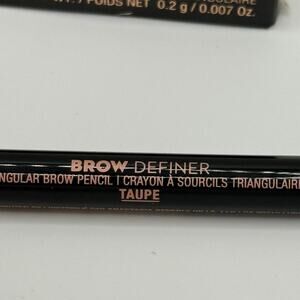 POIDS NET 0.2 g / 0.007 Oz.
BROW DEFINER
NGULAR BROW PENCIL | CRAYON À SOURCILS TRIANGULAIRE
TAUPE